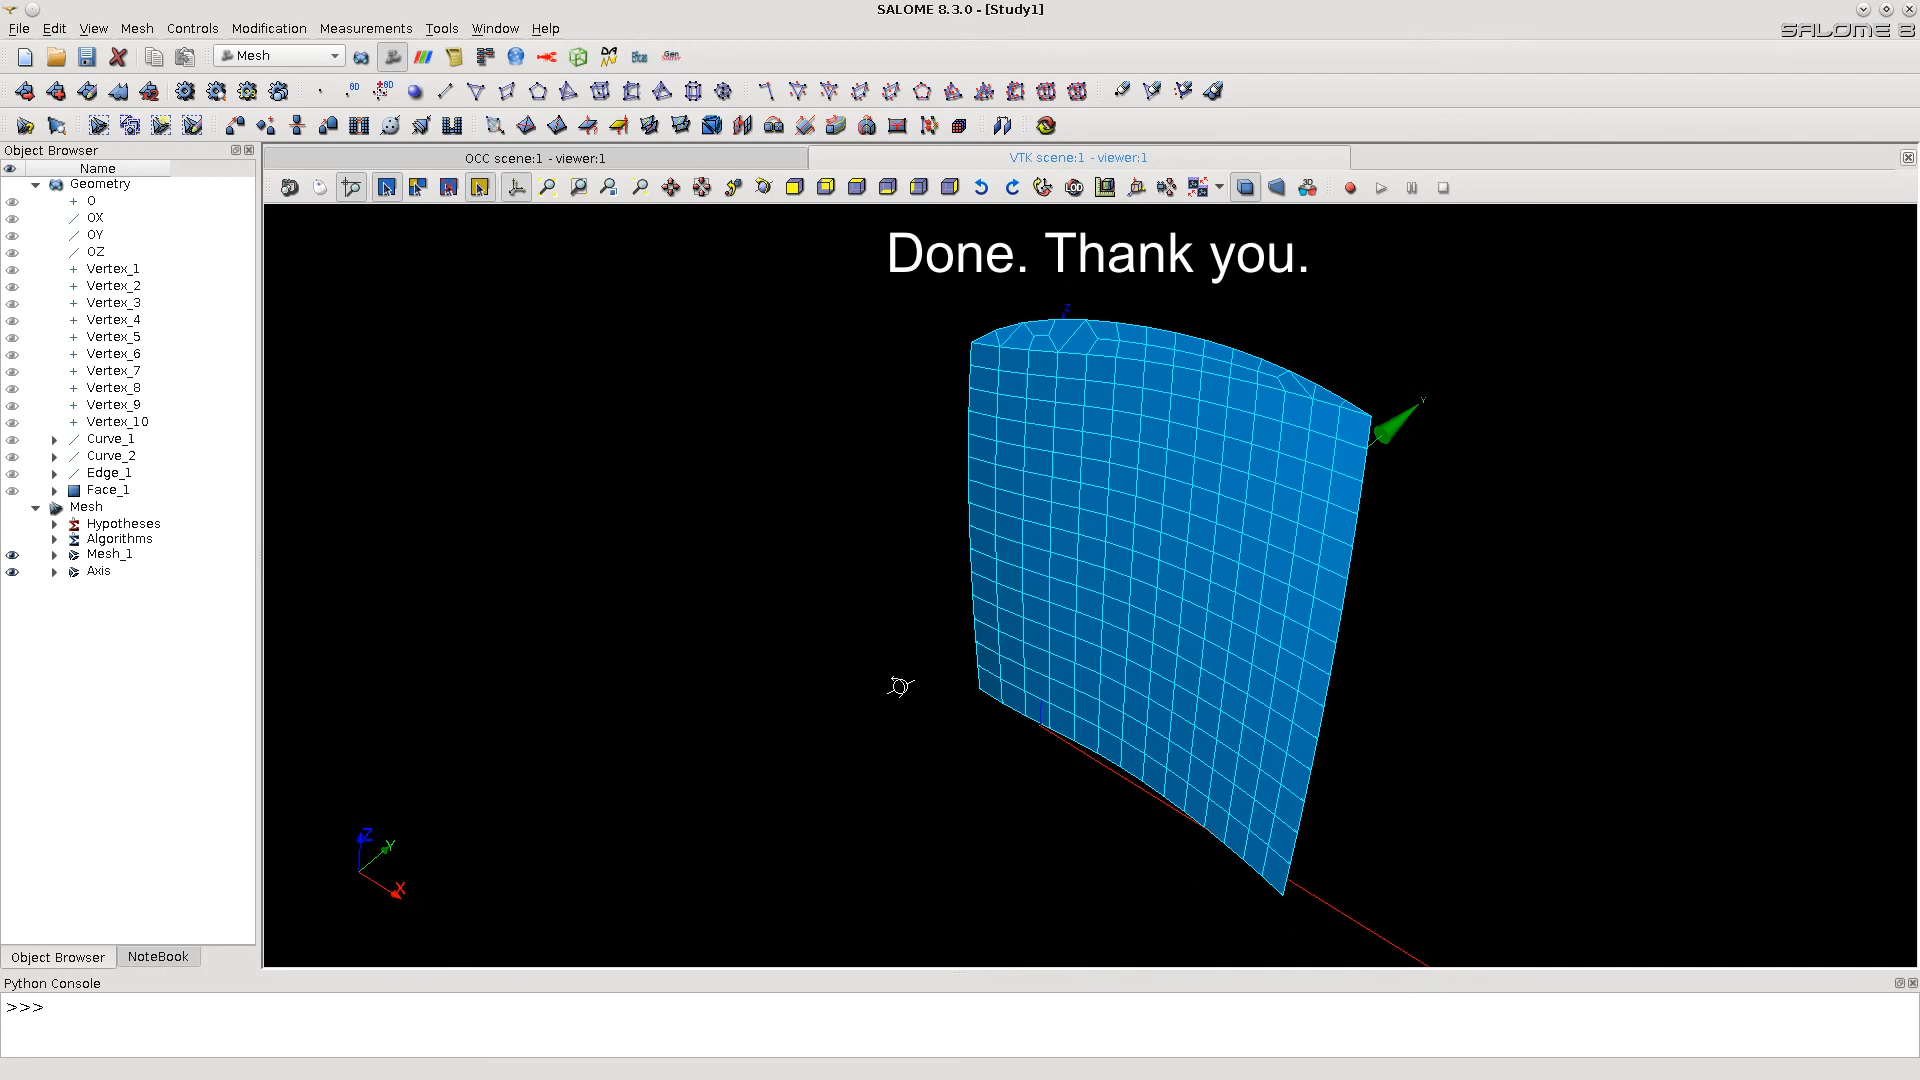 SALOME 8.3.0 - [Study1]
File Edit View Mesh Controls Modification Measurements Tools Window Help
SALOME 8
Mesh
Object Browser
Name
Geometry
O
OX
OY
OZ
Vertex_1
Vertex_2
Vertex_3
Vertex_4
Vertex_5
Vertex_6
Vertex_7
Vertex_8
Vertex_9
Vertex_10
Curve_1
Curve_2
Edge_1
Face_1
Mesh
Hypotheses
Algorithms
Mesh_1
Axis
Object Browser NoteBook
OCC scene:1 - viewer:1 VTK scene:1 - viewer:1
LOD
3D
Done. Thank you.
Z
Y
Z
Y
X
Python Console
>>>